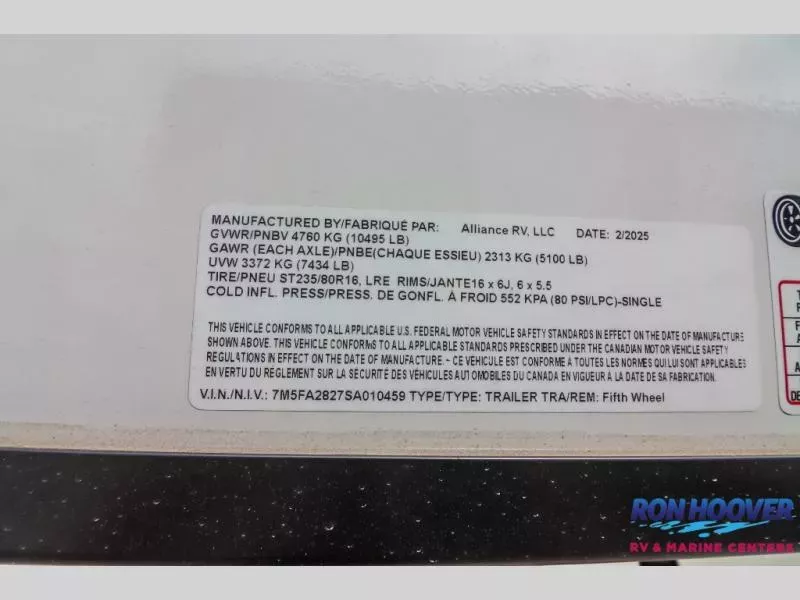 MANUFACTURED BY/FABRIQUÉ PAR: Alliance RV, LLC DATE: 2/2025
GVWR/PNBV 4760 KG (10495 LB)
GAWR (EACH AXLE)/PNBE(CHAQUE ESSIEU) 2313 KG (5100 LB)
UVW 3372 KG (7434 LB)
TIRE/PNEU ST235/80R16, LRE RIMS/JANTE16 x 6J, 6 x 5.5
COLD INFL. PRESS/PRESS. DE GONFL. À FROID 552 KPA (80 PSI/LPC)-SINGLE
THIS VEHICLE CONFORMS TO ALL APPLICABLE U.S. FEDERAL MOTOR VEHICLE SAFETY STANDARDS IN EFFECT ON THE DATE OF MANUFACTURE
SHOWN ABOVE. THIS VEHICLE CONFORMS TO ALL APPLICABLE STANDARDS PRESCRIBED UNDER THE CANADIAN MOTOR VEHICLE SAFETY
REGULATIONS IN EFFECT ON THE DATE OF MANUFACTURE. ~ CE VÉHICULE EST CONFORME À TOUTES LES NORMES QUI LUI SONT APPLICABLES
EN VERTU DU RÈGLEMENT SUR LA SÉCURITÉ DES VÉHICULES AUTOMOBILES DU CANADA EN VIGUEUR À LA DATE DE SA FABRICATION.
V.I.N./N.I.V.: 7M5FA2827SA010459 TYPE/TYPE: TRAILER TRA/REM: Fifth Wheel
RON HOOVER
RV & MARINE CENTERS